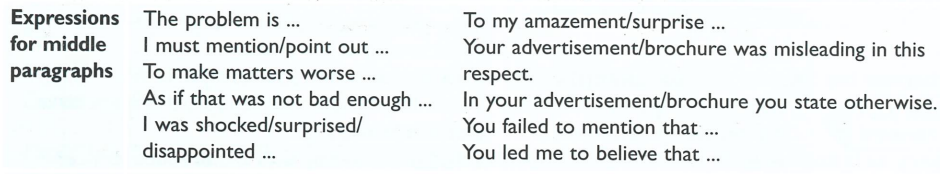 Expressions
for middle
paragraphs
The problem is ...
I must mention/point out ...
To make matters worse ...
As if that was not bad enough ...
I was shocked/surprised/
disappointed ...
To my amazement/surprise ...
Your advertisement/brochure was misleading in this
respect.
In your advertisement/brochure you state otherwise.
You failed to mention that ...
You led me to believe that ...